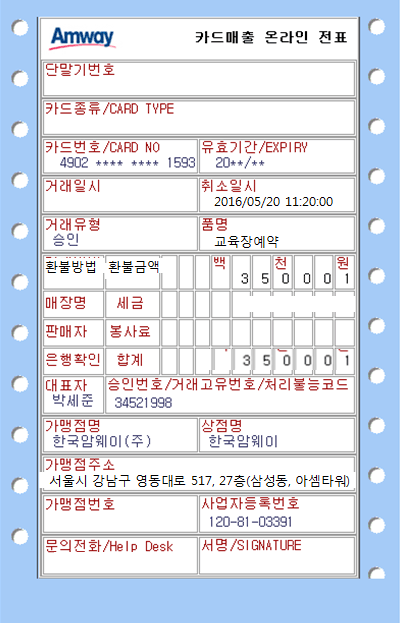 Amway 카드매출 온라인 전표
단말기번호
카드종류/CARD TYPE
카드번호/CARD NO 유효기간/EXPIRY
4902 **** **** 1593 20**/**
거래일시 취소일시
2016/05/20 11:20:00
거래유형 품명
승인 교육장예약
환불방법 환불금액 백 천 원
3 5 0 0 0 1
매장명 세금
판매자 봉사료
은행확인 합계 3 5 0 0 0 1
대표자 승인번호/거래고유번호/처리불능코드
박세준 34521998
가맹점명 상점명
한국암웨이(주) 한국암웨이
가맹점주소
서울시 강남구 영동대로 517, 27층(삼성동, 아셈타워)
가맹점번호 사업자등록번호
120-81-03391
문의전화/Help Desk 서명/SIGNATURE